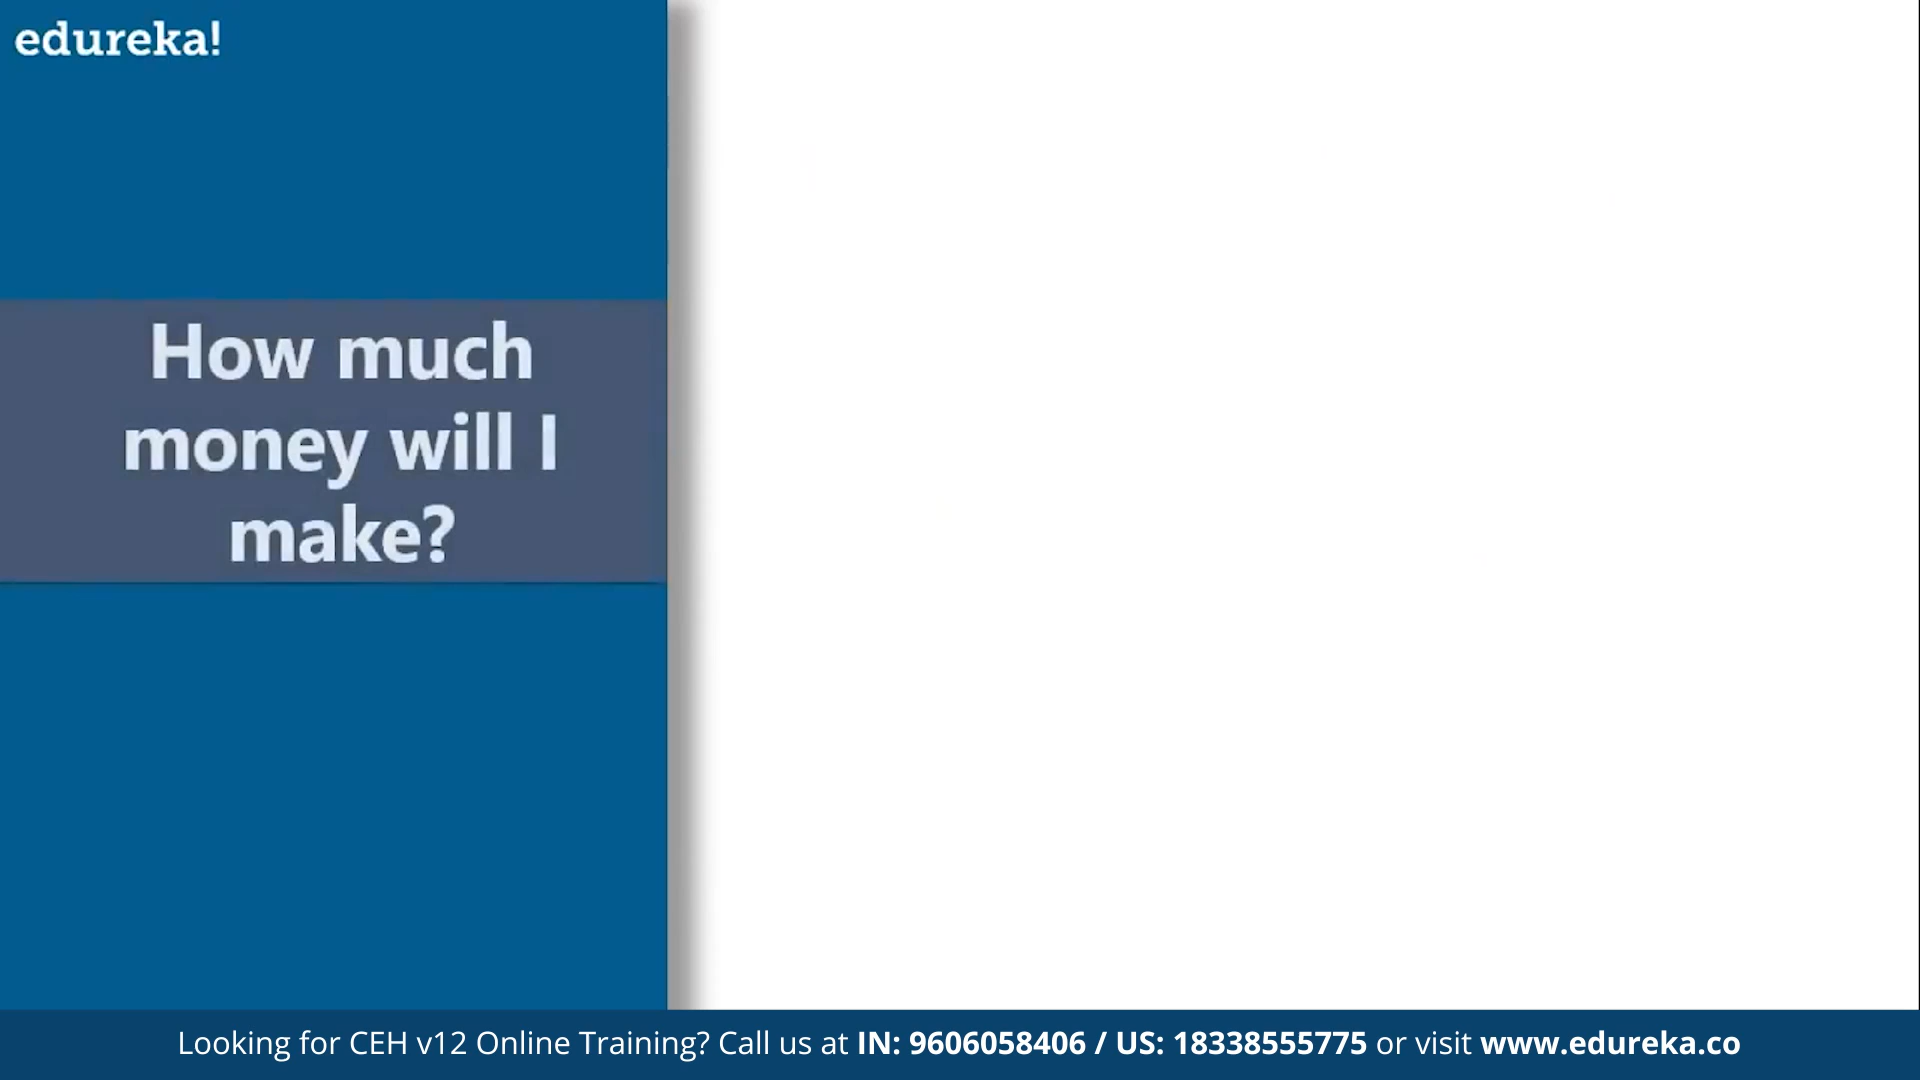 edureka!
How much
money will I
make?
Looking for CEH v12 Online Training? Call us at IN: 9606058406 / US: 18338555775 or visit www.edureka.co